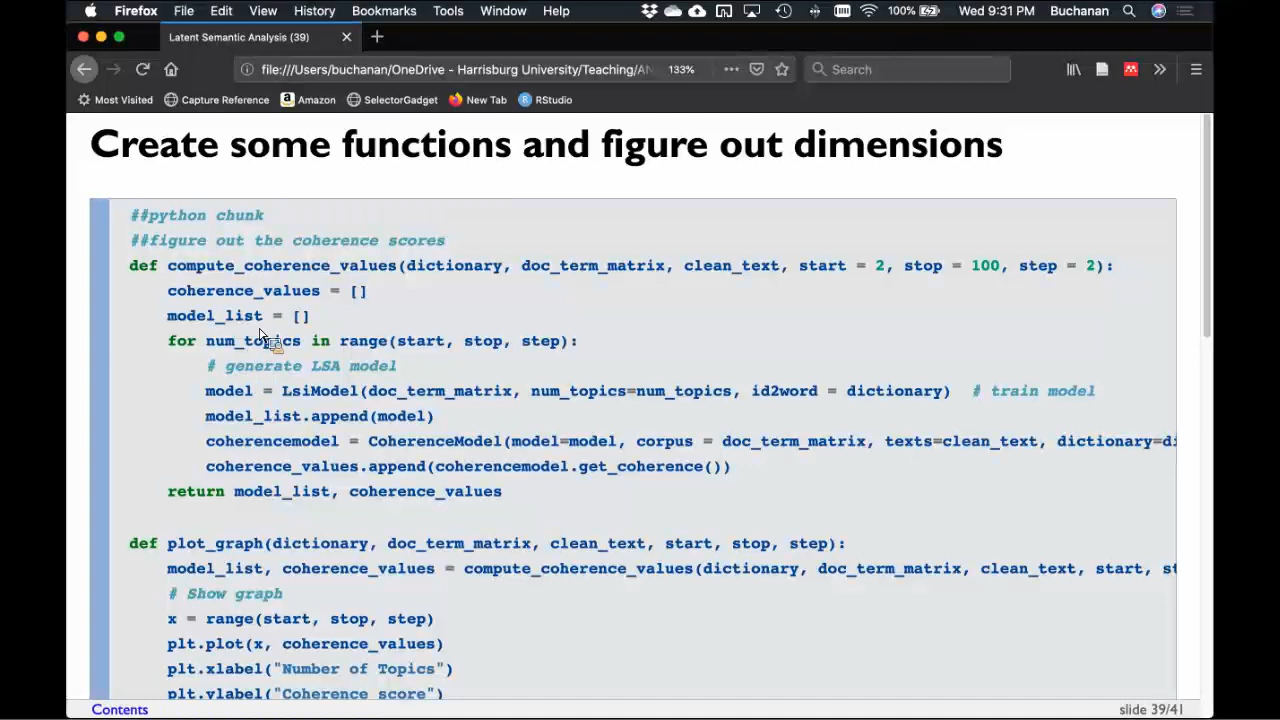 Firefox File Edit View History Bookmarks Tools Window Help 100% Wed 9:31 PM Buchanan
Latent Semantic Analysis (39)
file:///Users/buchanan/OneDrive - Harrisburg University/Teaching/AN 133% Search
Most Visited Capture Reference Amazon SelectorGadget New Tab RStudio
Create some functions and figure out dimensions
##python chunk
##figure out the coherence scores
def compute_coherence_values(dictionary, doc_term_matrix, clean_text, start = 2, stop = 100, step = 2):
coherence_values = []
model_list = []
for num_topics in range(start, stop, step):
# generate LSA model
model = LsiModel(doc_term_matrix, num_topics=num_topics, id2word = dictionary) # train model
model_list.append(model)
coherencemodel = CoherenceModel(model=model, corpus = doc_term_matrix, texts=clean_text, dictionary=di
coherence_values.append(coherencemodel.get_coherence())
return model_list, coherence_values
def plot_graph(dictionary, doc_term_matrix, clean_text, start, stop, step):
model_list, coherence_values = compute_coherence_values(dictionary, doc_term_matrix, clean_text, start, st
# Show graph
x = range(start, stop, step)
plt.plot(x, coherence_values)
plt.xlabel("Number of Topics")
plt.ylabel("Coherence score")
Contents slide 39/41